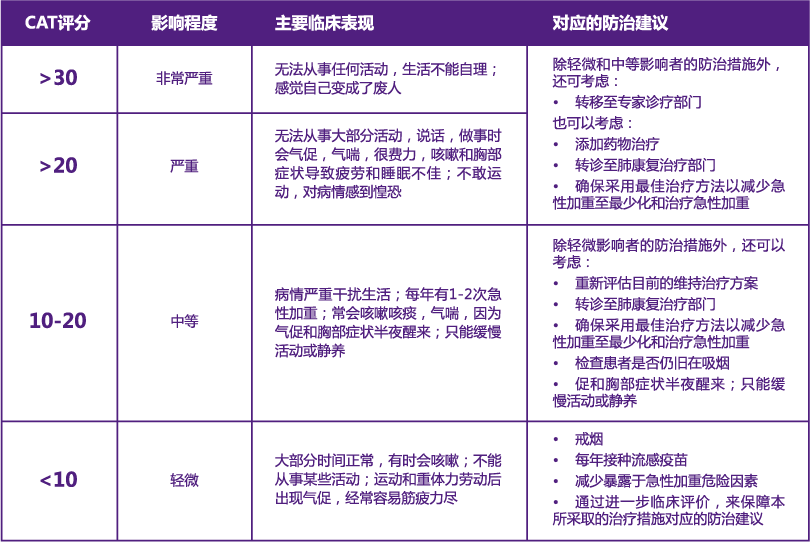 CAT评分
影响程度
主要临床表现
对应的防治建议
>30
非常严重
无法从事任何活动，生活不能自理；
感觉自己变成了废人
除轻微和中等影响者的防治措施外，
还可考虑：
• 转移至专家诊疗部门
也可以考虑：
• 添加药物治疗
• 转诊至肺康复治疗部门
• 确保采用最佳治疗方法以减少急
性加重至最少化和治疗急性加重
>20
严重
无法从事大部分活动，说话，做事时
会气促，气喘，很费力，咳嗽和胸部
症状导致疲劳和睡眠不佳；不敢运
动，对病情感到惶恐
10-20
中等
病情严重干扰生活；每年有1-2次急
性加重；常会咳嗽咳痰，气喘，因为
气促和胸部症状半夜醒来；只能缓慢
活动或静养
除轻微影响者的防治措施外，还可以
考虑：
• 重新评估目前的维持治疗方案
• 转诊至肺康复治疗部门
• 确保采用最佳治疗方法以减少急
性加重至最少化和治疗急性加重
• 检查患者是否仍旧在吸烟
• 促和胸部症状半夜醒来；只能缓
慢活动或静养
<10
轻微
大部分时间正常，有时会咳嗽；不能
从事某些活动；运动和重体力劳动后
出现气促，经常容易筋疲力尽
• 戒烟
• 每年接种流感疫苗
• 减少暴露于急性加重危险因素
• 通过进一步临床评价，来保障本
所采取的治疗措施对应的防治建议